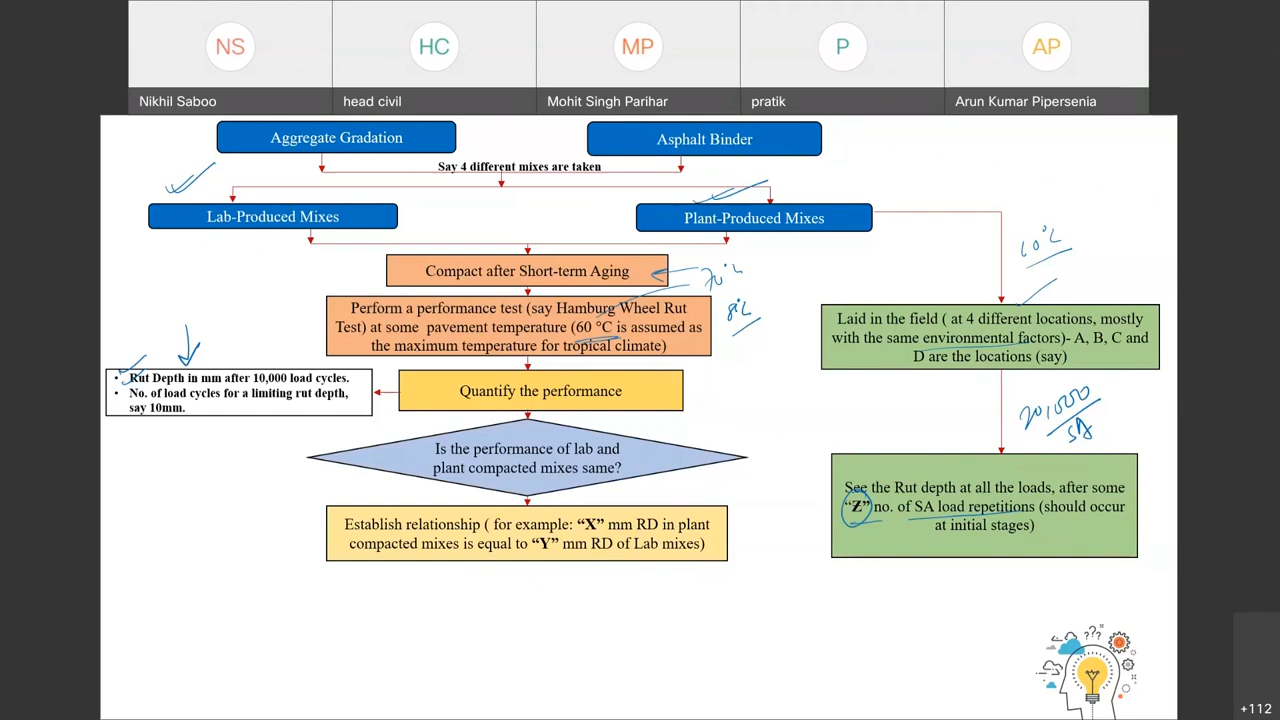 NS
HC
MP
P
AP
Nikhil Saboo
head civil
Mohit Singh Parihar
pratik
Arun Kumar Pipersenia
Aggregate Gradation
Asphalt Binder
Say 4 different mixes are taken
Lab-Produced Mixes
Plant-Produced Mixes
Compact after Short-term Aging
Perform a performance test (say Hamburg Wheel Rut
Test) at some pavement temperature (60 °C is assumed as
the maximum temperature for tropical climate)
60°C
Laid in the field ( at 4 different locations, mostly
with the same environmental factors)- A, B, C and
D are the locations (say)
• Rut Depth in mm after 10,000 load cycles.
• No. of load cycles for a limiting rut depth,
say 10mm.
Quantify the performance
20,000
SA
Is the performance of lab and
plant compacted mixes same?
See the Rut depth at all the loads, after some
“Z” no. of SA load repetitions (should occur
at initial stages)
Establish relationship ( for example: “X” mm RD in plant
compacted mixes is equal to “Y” mm RD of Lab mixes)
???
+112